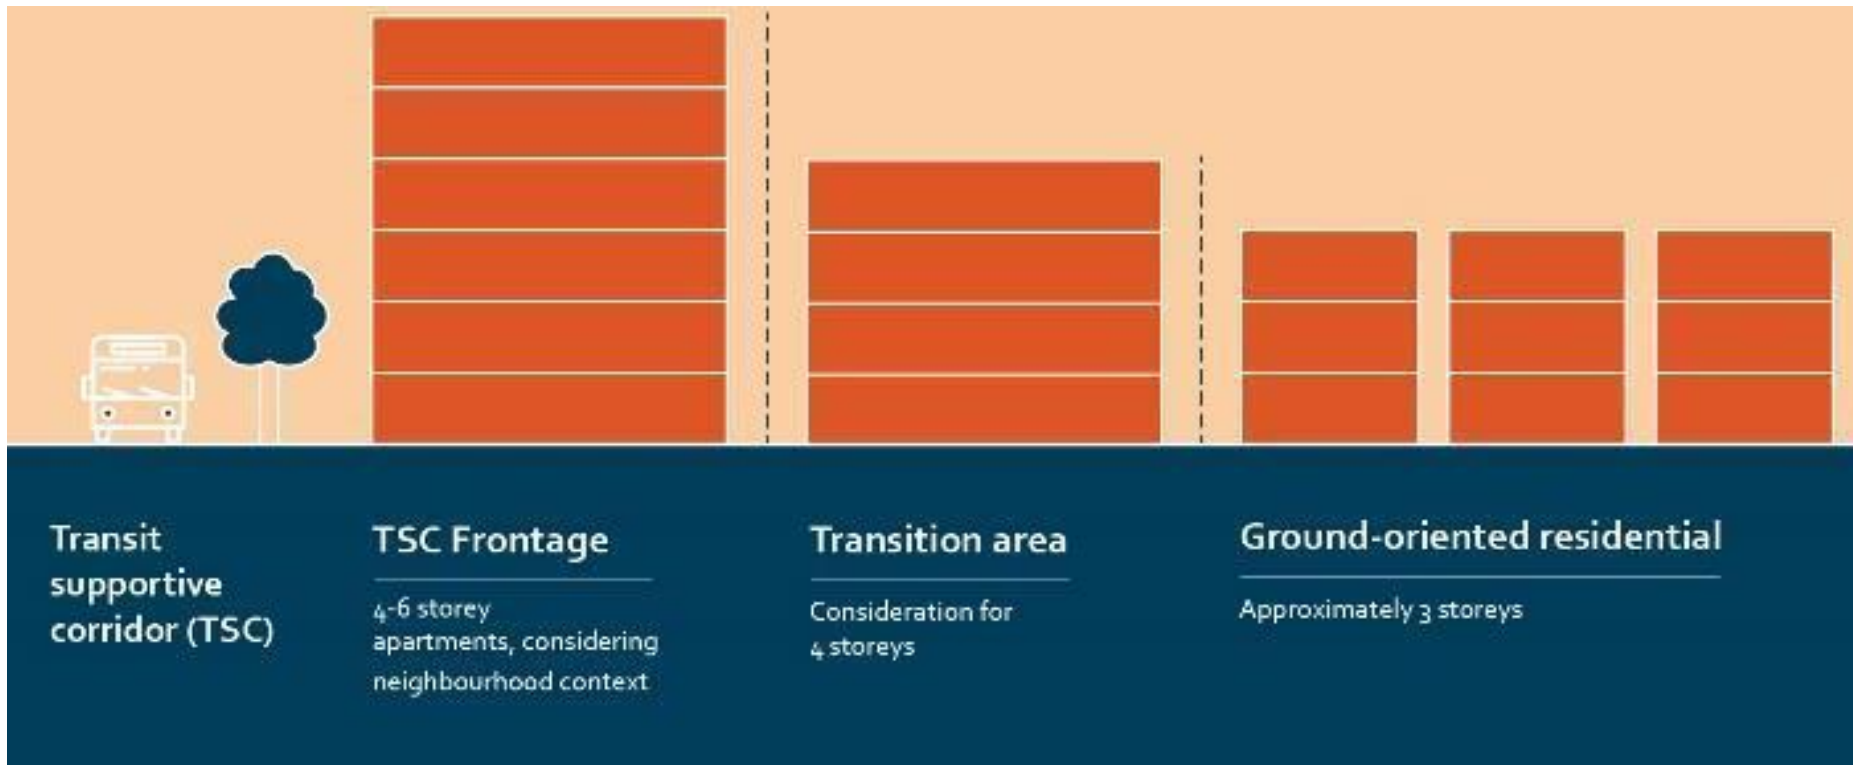 Transit
supportive
corridor (TSC)
TSC Frontage
4-6 storey
apartments, considering
neighbourhood context
Transition area
Consideration for
4 storeys
Ground-oriented residential
Approximately 3 storeys